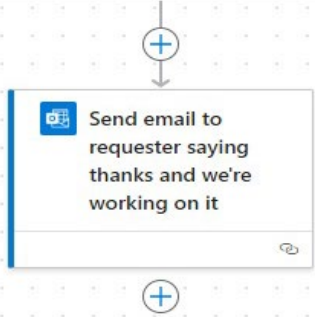 Send email to
requester saying
thanks and we're
working on it